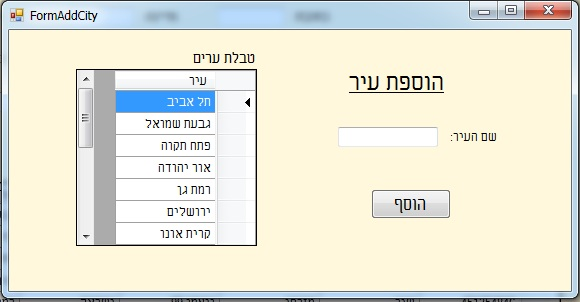 FormAddCity
הוספת עיר
שם העיר:
הוסף
טבלת ערים
עיר
תל אביב
גבעת שמואל
פתח תקוה
אור יהודה
רמת גן
ירושלים
קרית אונו